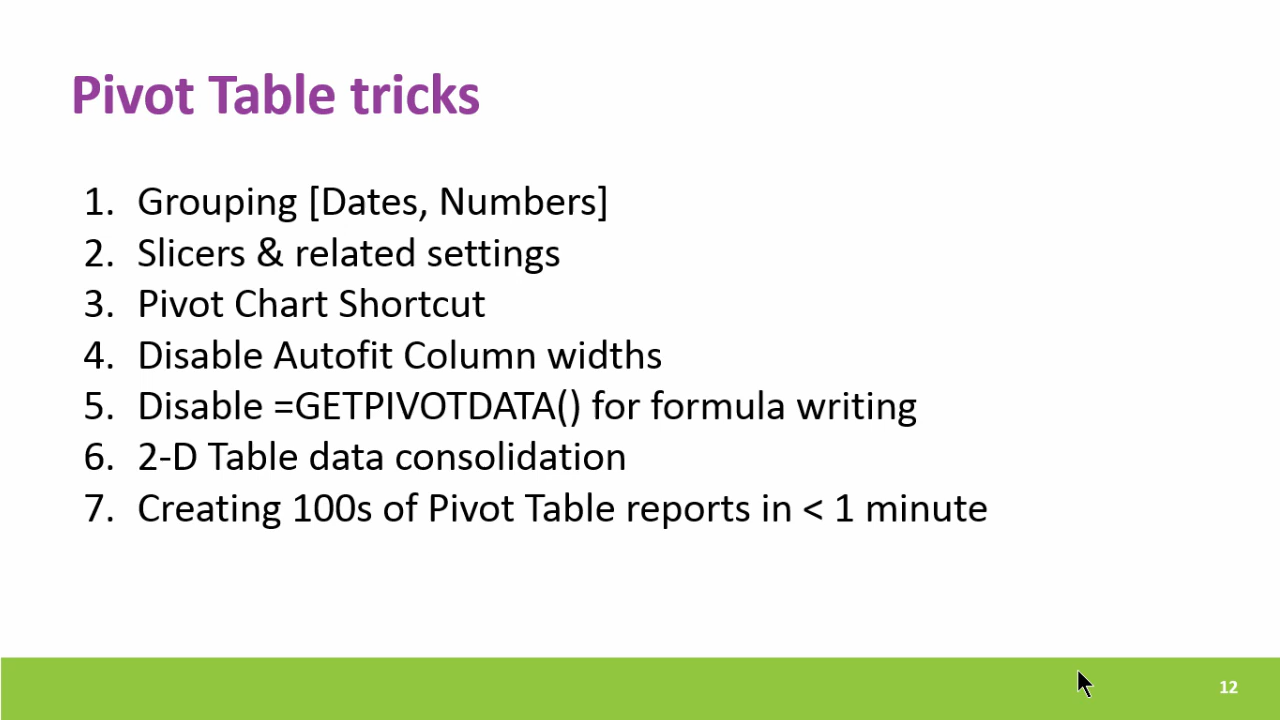 Pivot Table tricks
1. Grouping [Dates, Numbers]
2. Slicers & related settings
3. Pivot Chart Shortcut
4. Disable Autofit Column widths
5. Disable =GETPIVOTDATA() for formula writing
6. 2-D Table data consolidation
7. Creating 100s of Pivot Table reports in < 1 minute
12